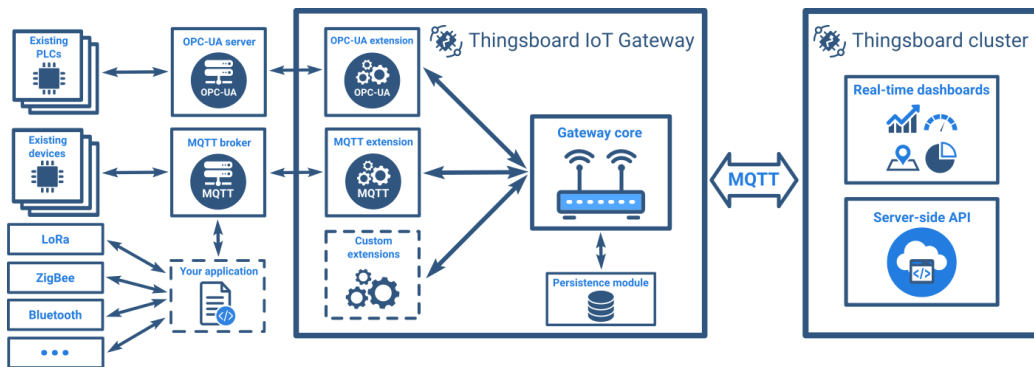 Existing
PLCs
OPC-UA server
OPC-UA
OPC-UA extension
OPC-UA
Thingsboard IoT Gateway
Thingsboard cluster
Real-time dashboards
Existing
devices
MQTT broker
MQTT
MQTT extension
MQTT
Gateway core
MQTT
Server-side API
</>
LoRa
ZigBee
Bluetooth
•••
Your application
</>
Custom
extensions
Persistence module